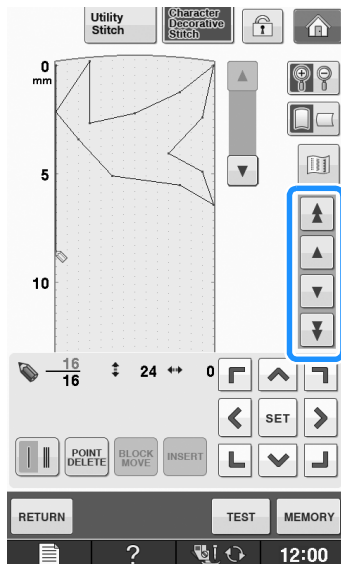 Utility
Stitch
Character
Decorative
Stitch
0
mm
5
10
16
16
24
0
SET
POINT
DELETE
BLOCK
MOVE
INSERT
RETURN
TEST
MEMORY
?
12:00